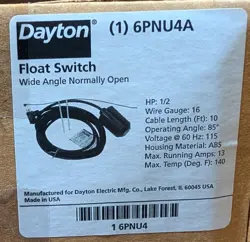 Dayton®
(1) 6PNU4A
Float Switch
Wide Angle Normally Open
HP: 1/2
Wire Gauge: 16
Cable Length (Ft): 10
Operating Angle: 85°
Voltage @ 60 Hz: 115
Housing Material: ABS
Max. Running Amps: 13
Max. Temp (Deg. F): 140
Manufactured for Dayton Electric Mfg. Co., Lake Forest, IL 60045 USA
Made in USA
1 6PNU4